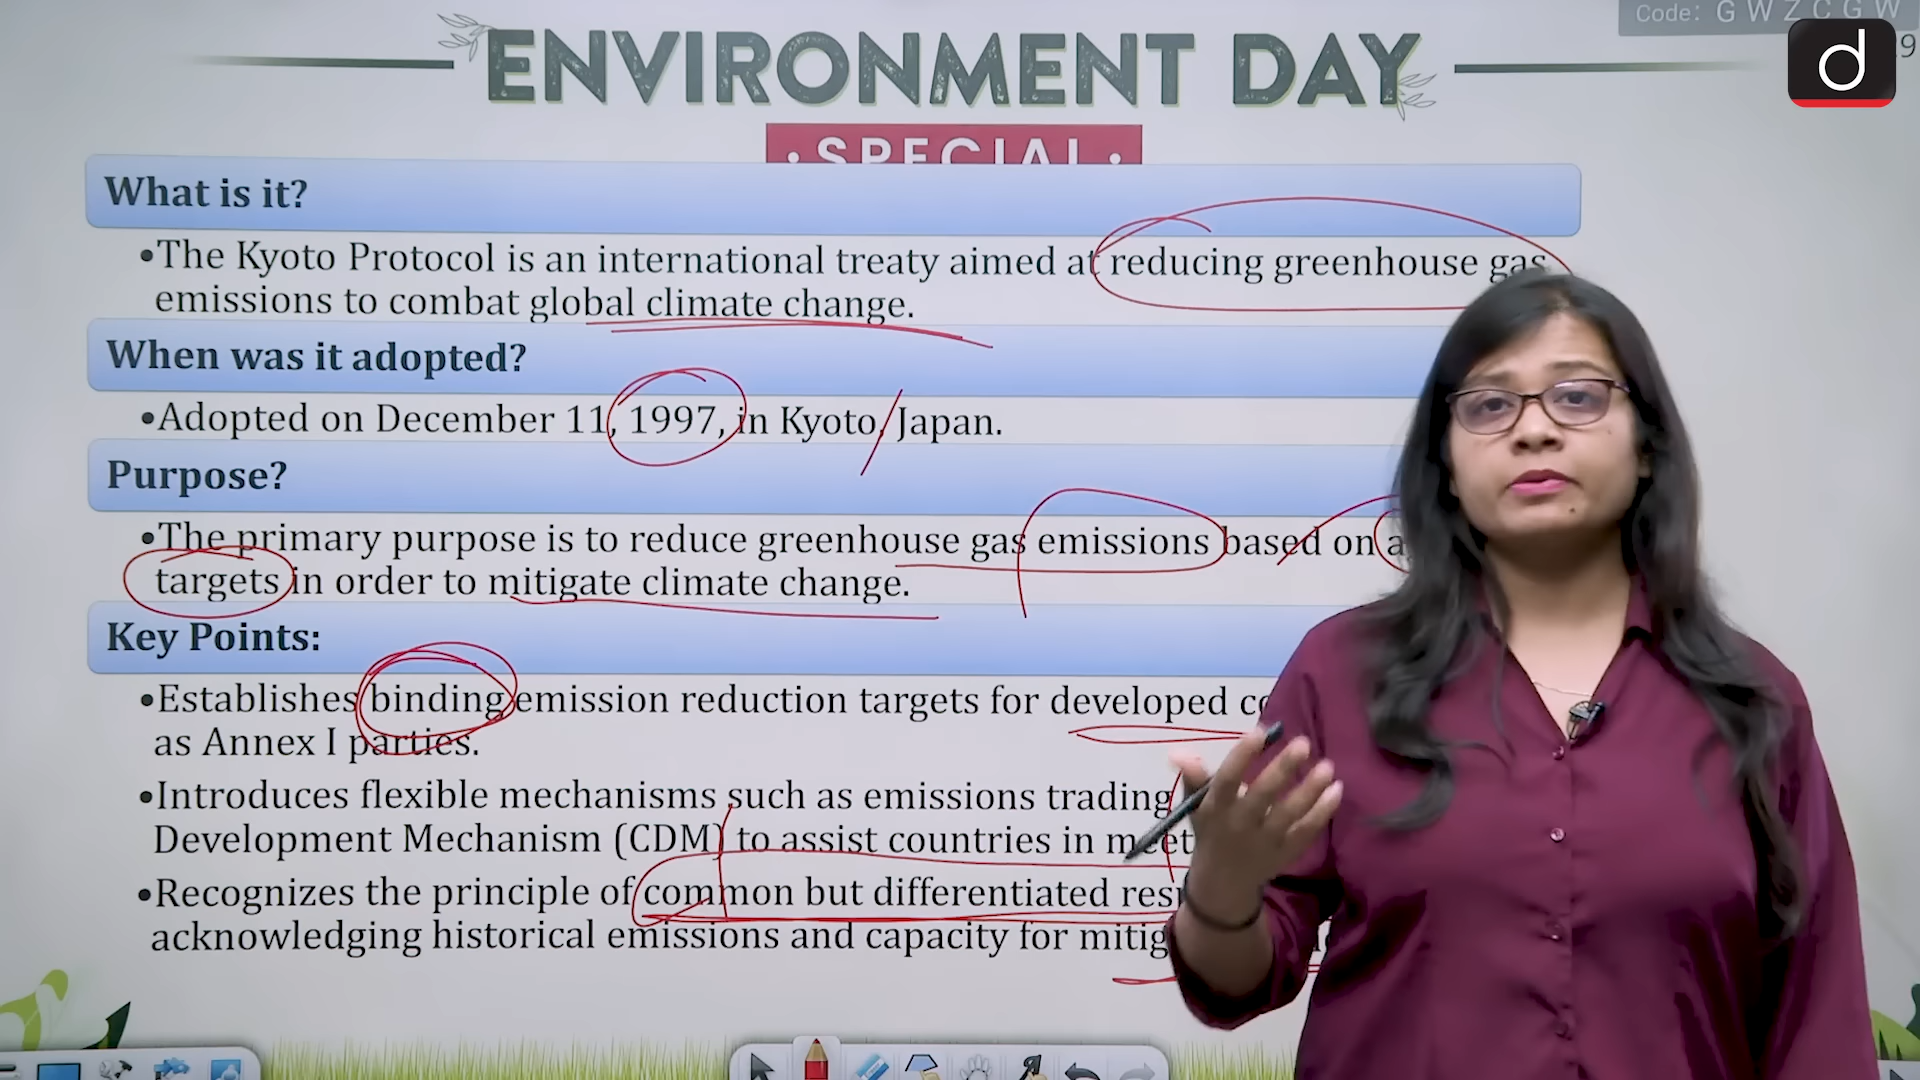 Code: G W Z C G W
9
d
ENVIRONMENT DAY
• SPECIAL •
What is it?
•The Kyoto Protocol is an international treaty aimed at reducing greenhouse gas
emissions to combat global climate change.
When was it adopted?
•Adopted on December 11, 1997, in Kyoto, Japan.
Purpose?
•The primary purpose is to reduce greenhouse gas emissions based on
targets in order to mitigate climate change.
Key Points:
•Establishes binding emission reduction targets for developed
as Annex I parties.
•Introduces flexible mechanisms such as emissions trading
Development Mechanism (CDM) to assist countries in
•Recognizes the principle of common but differentiated
acknowledging historical emissions and capacity for